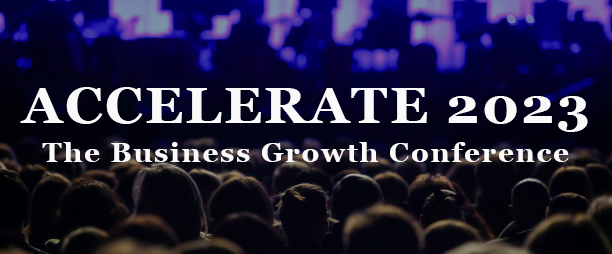 ACCELERATE 2023
The Business Growth Conference